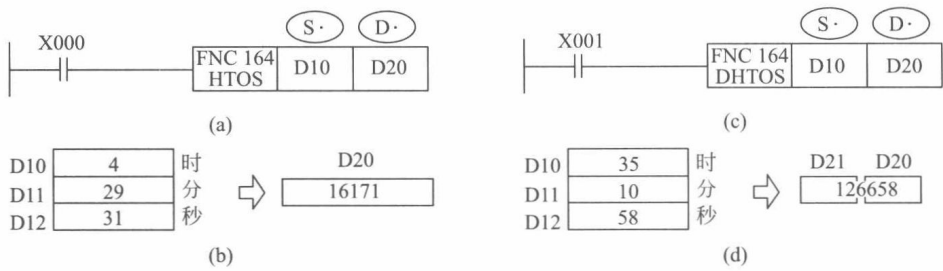 S· D·
X000
FNC 164
HTOS D10 D20
(a)
D10 4 时
D11 29 分
D12 31 秒
D20
16171
(b)
S· D·
X001
FNC 164
DHTOS D10 D20
(c)
D10 35 时
D11 10 分
D12 58 秒
D21 D20
126658
(d)